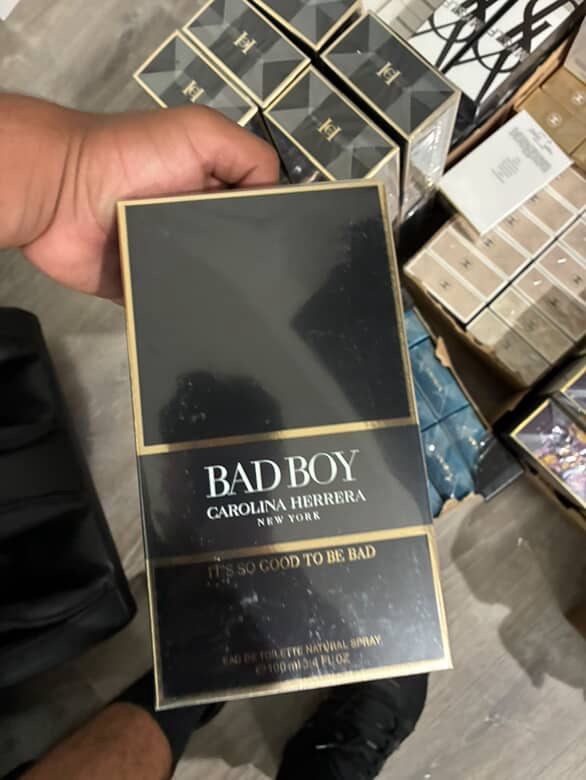 BAD BOY
CAROLINA HERRERA
NEW YORK
IT'S SO GOOD TO BE BAD
EAU DE TOILETTE NATURAL SPRAY
℮ 100 ml 3.4 FL OZ